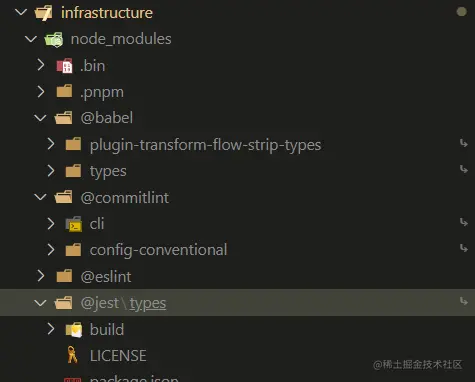 infrastructure
node_modules
.bin
.pnpm
@babel
plugin-transform-flow-strip-types
types
@commitlint
cli
config-conventional
@eslint
@jest\types
build
LICENSE
package.json
@稀土掘金技术社区